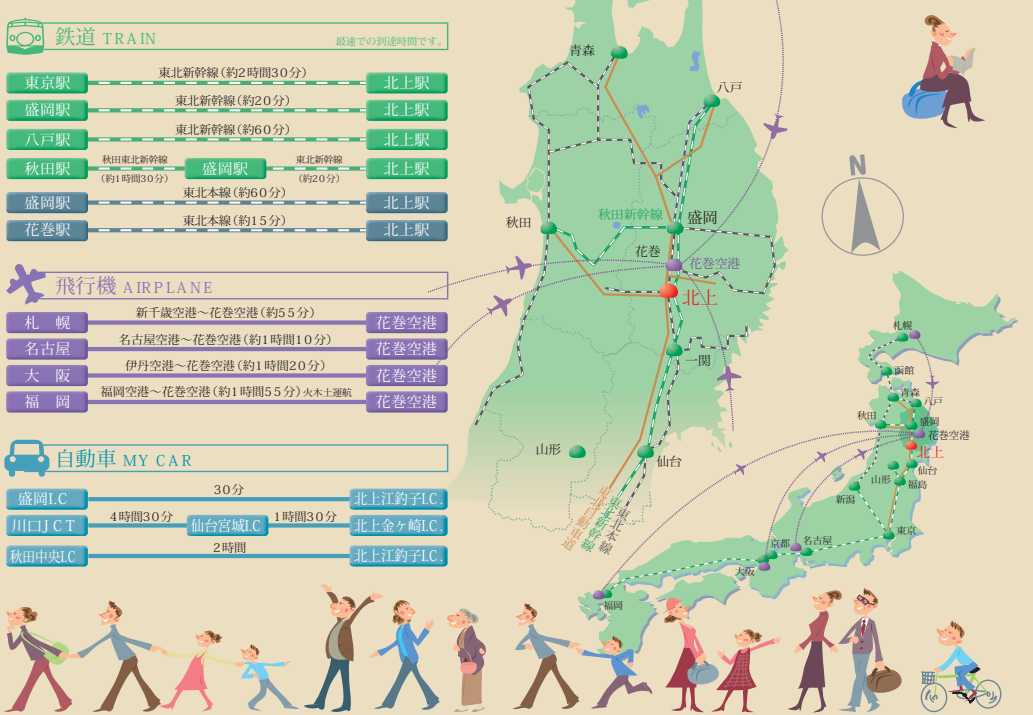 鉄道 TRAIN
最速での到達時間です。
東京駅 東北新幹線(約2時間30分) 北上駅
盛岡駅 東北新幹線(約20分) 北上駅
八戸駅 東北新幹線(約60分) 北上駅
秋田駅 秋田東北新幹線(約1時間30分) 盛岡駅 東北新幹線(約20分) 北上駅
盛岡駅 東北本線(約60分) 北上駅
花巻駅 東北本線(約15分) 北上駅
飛行機 AIRPLANE
札　幌 新千歳空港〜花巻空港(約55分) 花巻空港
名古屋 名古屋空港〜花巻空港(約1時間10分) 花巻空港
大　阪 伊丹空港〜花巻空港(約1時間20分) 花巻空港
福　岡 福岡空港〜花巻空港(約1時間55分)火木土運航 花巻空港
自動車 MY CAR
盛岡I.C 30分 北上江釣子I.C
川口JCT 4時間30分 仙台宮城I.C 1時間30分 北上金ヶ崎I.C
秋田中央I.C 2時間 北上江釣子I.C.
青森
八戸
秋田
秋田新幹線
盛岡
花巻
花巻空港
北上
一関
山形
仙台
東北自動車道
東北新幹線
東北本線
N
札幌
函館
青森
八戸
秋田
盛岡
花巻空港
北上
仙台
山形
福島
新潟
東京
京都
名古屋
大阪
福岡